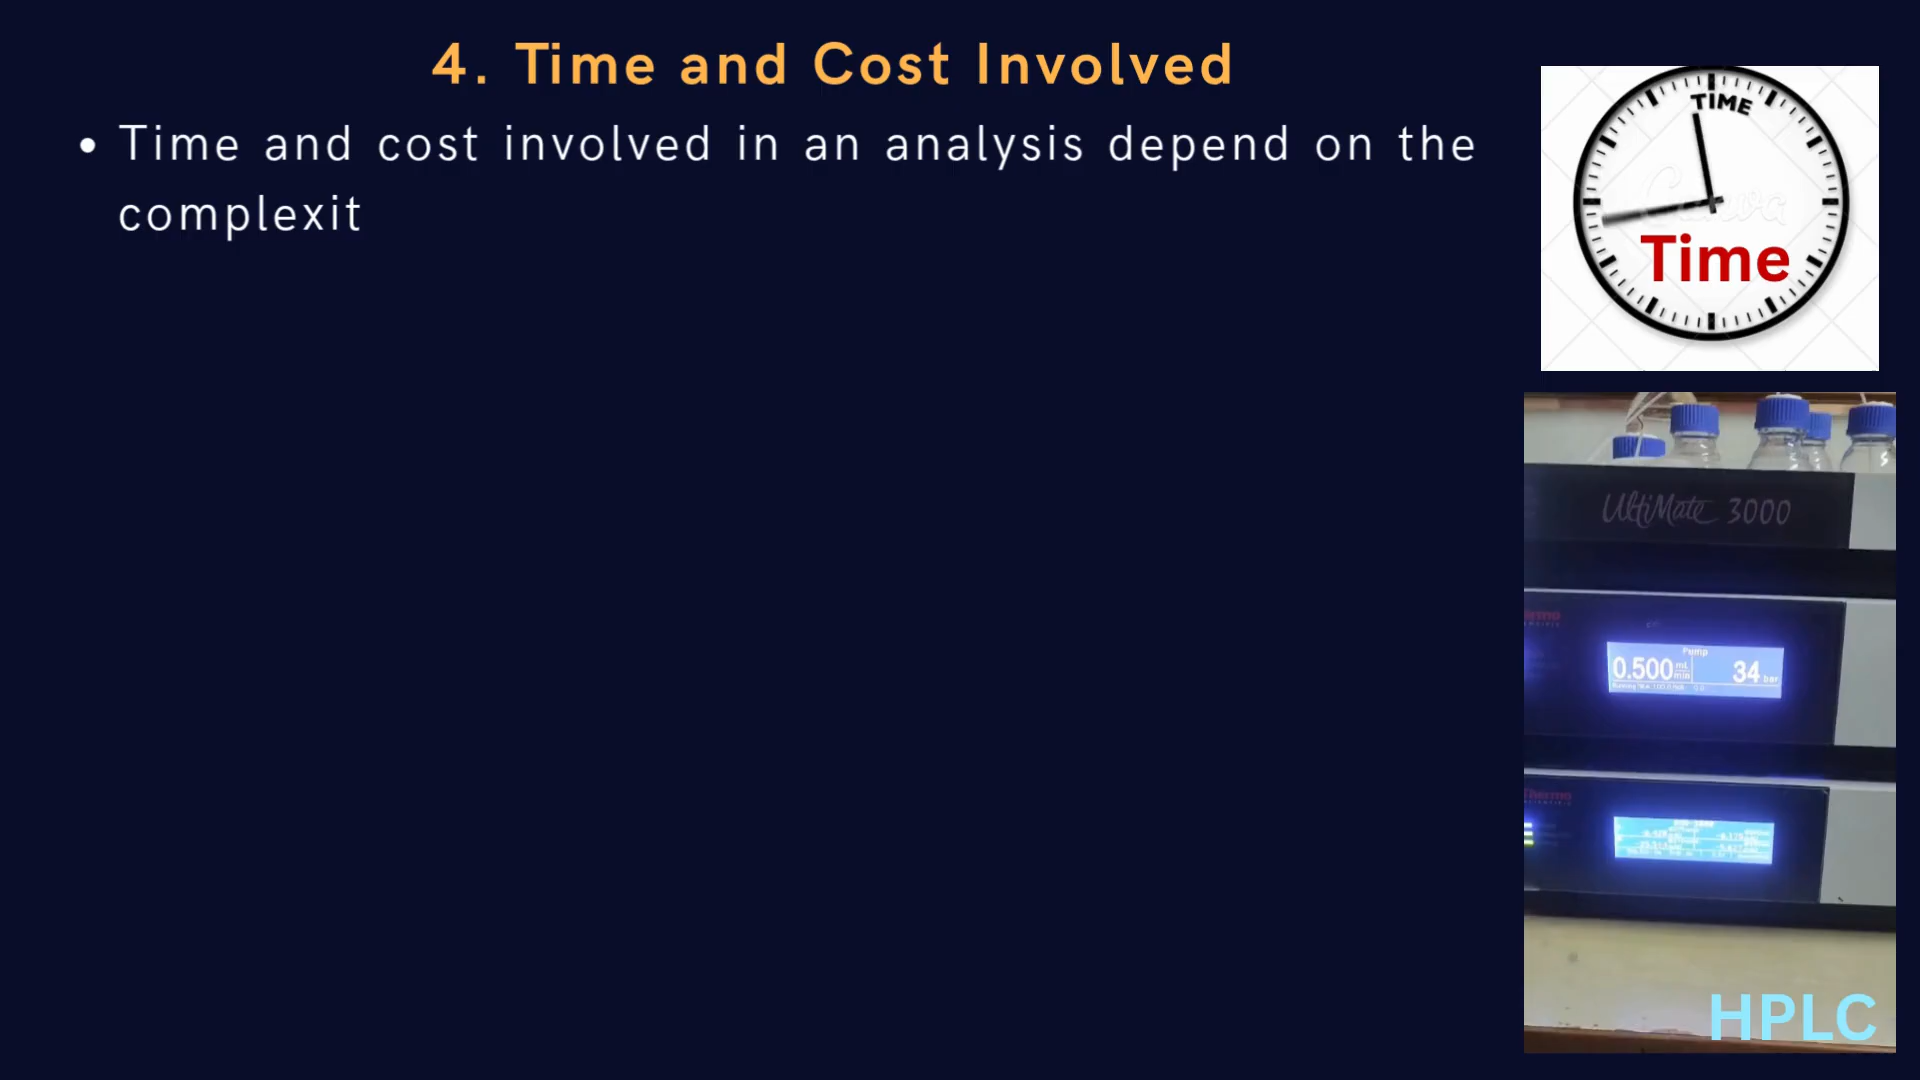 4. Time and Cost Involved
• Time and cost involved in an analysis depend on the
complexit
TIME
Time
UltiMate 3000
Pump
0.500 mL/min 34 bar
Thermo
HPLC